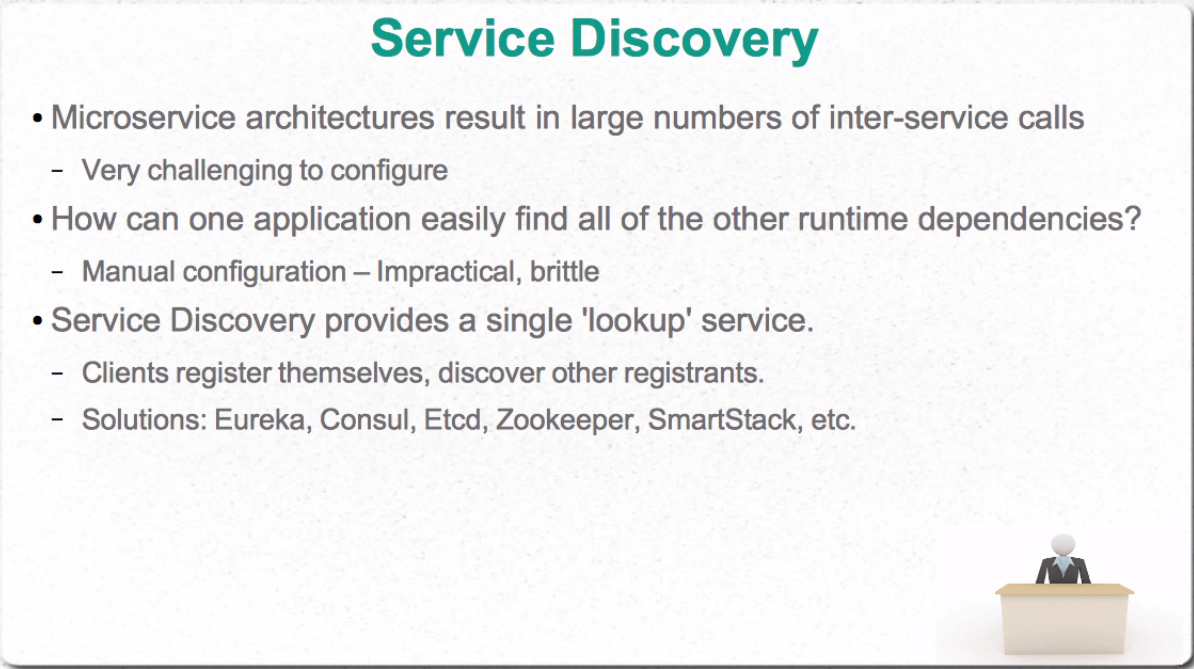 Service Discovery
• Microservice architectures result in large numbers of inter-service calls
– Very challenging to configure
• How can one application easily find all of the other runtime dependencies?
– Manual configuration – Impractical, brittle
• Service Discovery provides a single 'lookup' service.
– Clients register themselves, discover other registrants.
– Solutions: Eureka, Consul, Etcd, Zookeeper, SmartStack, etc.